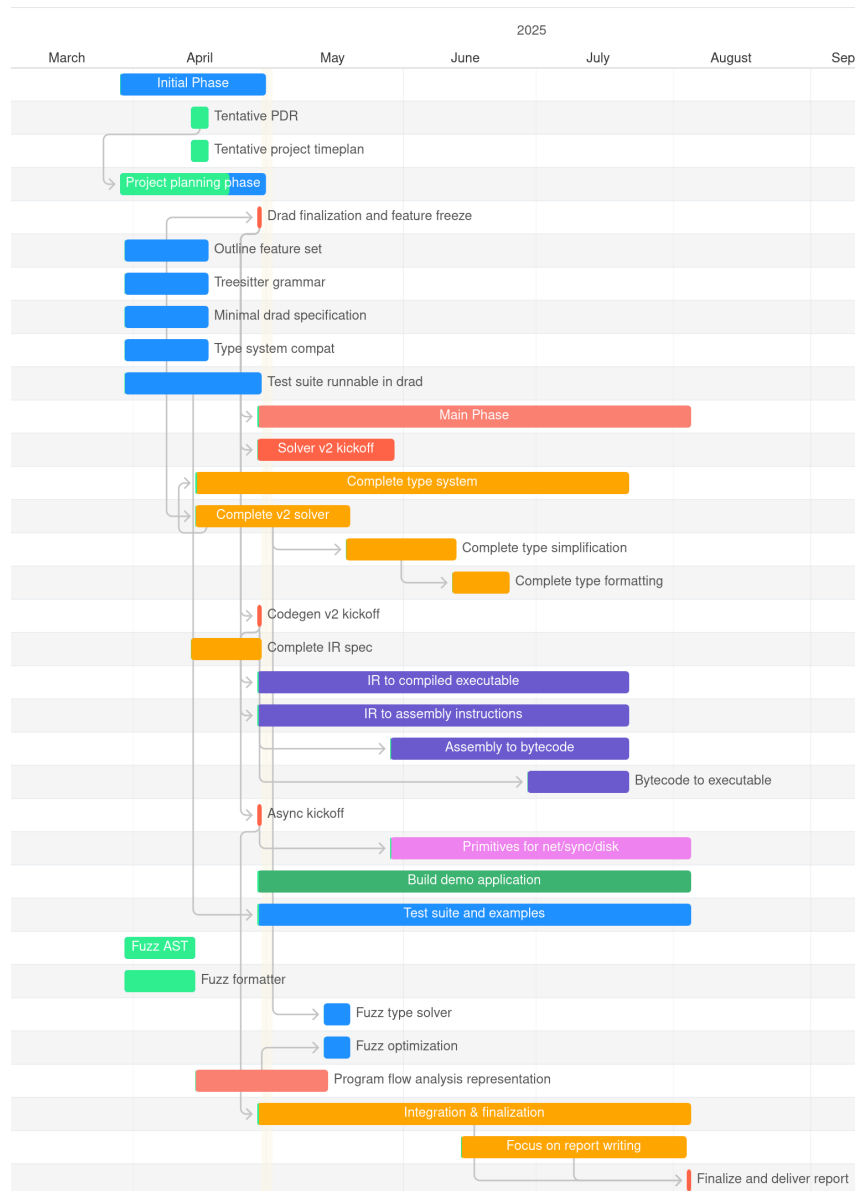 2025
March April May June July August Sep
Initial Phase
Tentative PDR
Tentative project timeplan
Project planning phase
Drad finalization and feature freeze
Outline feature set
Treesitter grammar
Minimal drad specification
Type system compat
Test suite runnable in drad
Main Phase
Solver v2 kickoff
Complete type system
Complete v2 solver
Complete type simplification
Complete type formatting
Codegen v2 kickoff
Complete IR spec
IR to compiled executable
IR to assembly instructions
Assembly to bytecode
Bytecode to executable
Async kickoff
Primitives for net/sync/disk
Build demo application
Test suite and examples
Fuzz AST
Fuzz formatter
Fuzz type solver
Fuzz optimization
Program flow analysis representation
Integration & finalization
Focus on report writing
Finalize and deliver report